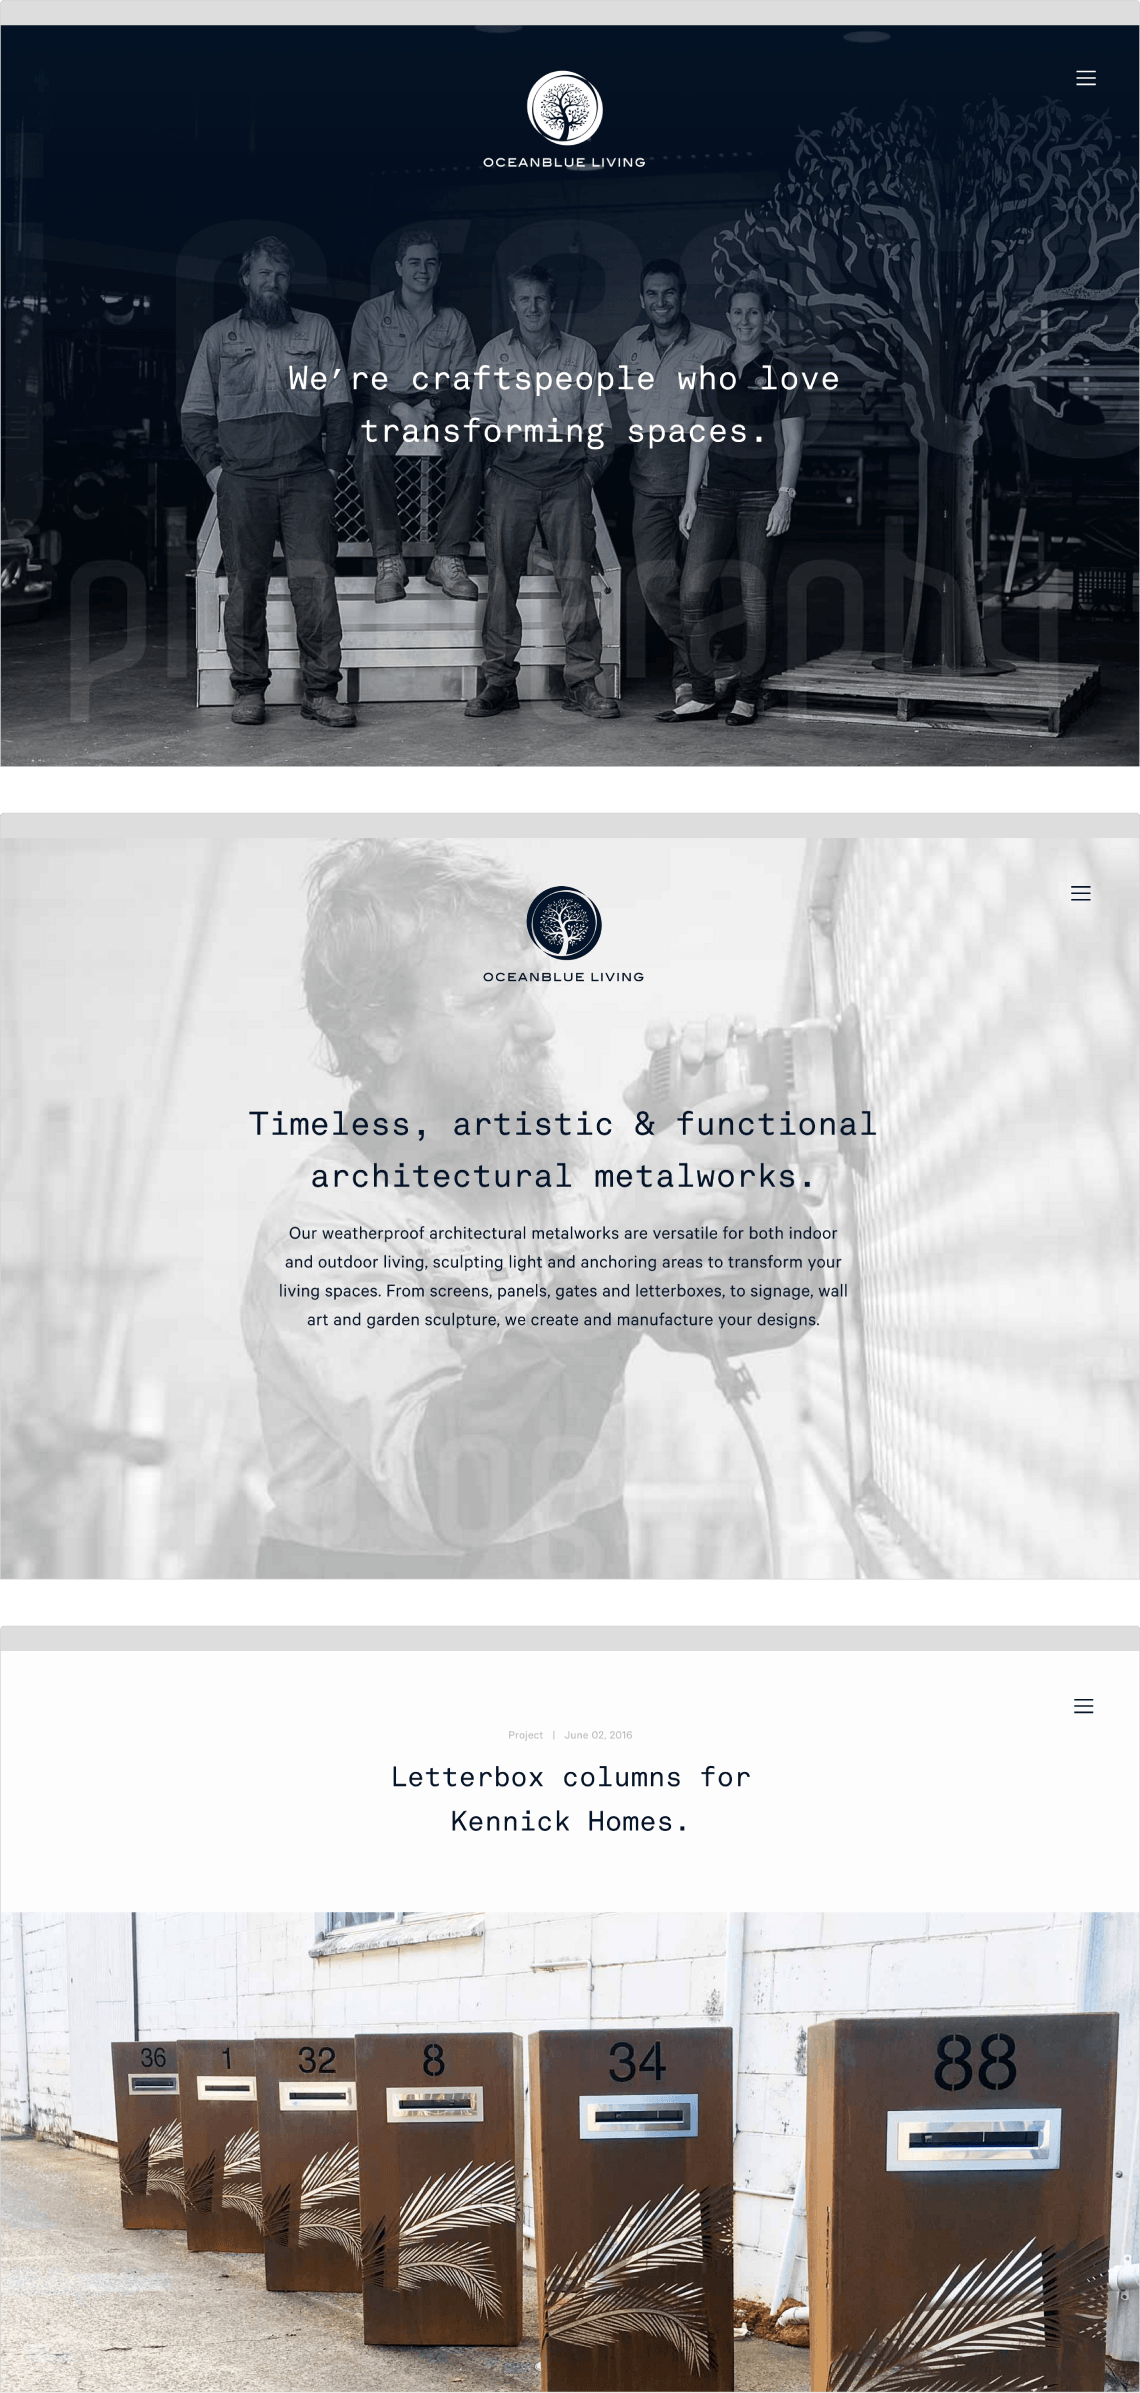 OCEANBLUE LIVING
We’re craftspeople who love
transforming spaces.
OCEANBLUE LIVING
Timeless, artistic & functional
architectural metalworks.
Our weatherproof architectural metalworks are versatile for both indoor
and outdoor living, sculpting light and anchoring areas to transform your
living spaces. From screens, panels, gates and letterboxes, to signage, wall
art and garden sculpture, we create and manufacture your designs.
Project | June 02, 2016
Letterbox columns for
Kennick Homes.
36 1 32 8 34 88